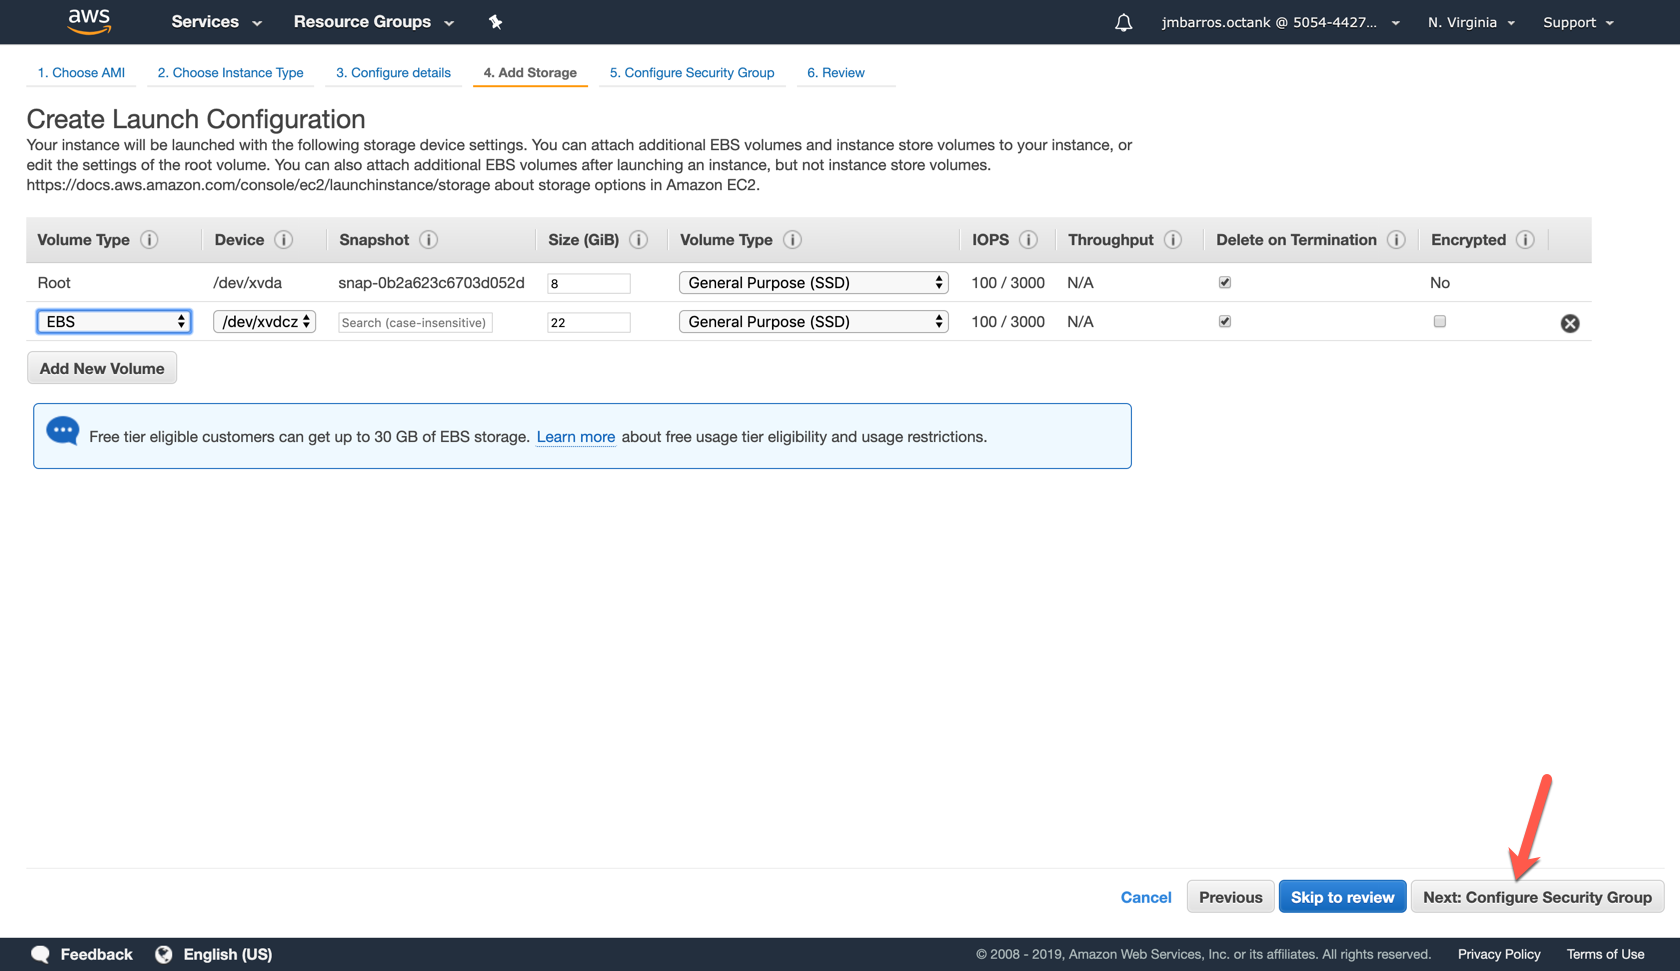 aws Services Resource Groups jmbarros.octank @ 5054-4427... N. Virginia Support
1. Choose AMI 2. Choose Instance Type 3. Configure details 4. Add Storage 5. Configure Security Group 6. Review
Create Launch Configuration
Your instance will be launched with the following storage device settings. You can attach additional EBS volumes and instance store volumes to your instance, or
edit the settings of the root volume. You can also attach additional EBS volumes after launching an instance, but not instance store volumes.
https://docs.aws.amazon.com/console/ec2/launchinstance/storage about storage options in Amazon EC2.
Volume Type i Device i Snapshot i Size (GiB) i Volume Type i IOPS i Throughput i Delete on Termination i Encrypted i
Root /dev/xvda snap-0b2a623c6703d052d 8 General Purpose (SSD) 100 / 3000 N/A No
EBS /dev/xvdcz Search (case-insensitive) 22 General Purpose (SSD) 100 / 3000 N/A
Add New Volume
Free tier eligible customers can get up to 30 GB of EBS storage. Learn more about free usage tier eligibility and usage restrictions.
Cancel Previous Skip to review Next: Configure Security Group
Feedback English (US) © 2008 - 2019, Amazon Web Services, Inc. or its affiliates. All rights reserved. Privacy Policy Terms of Use